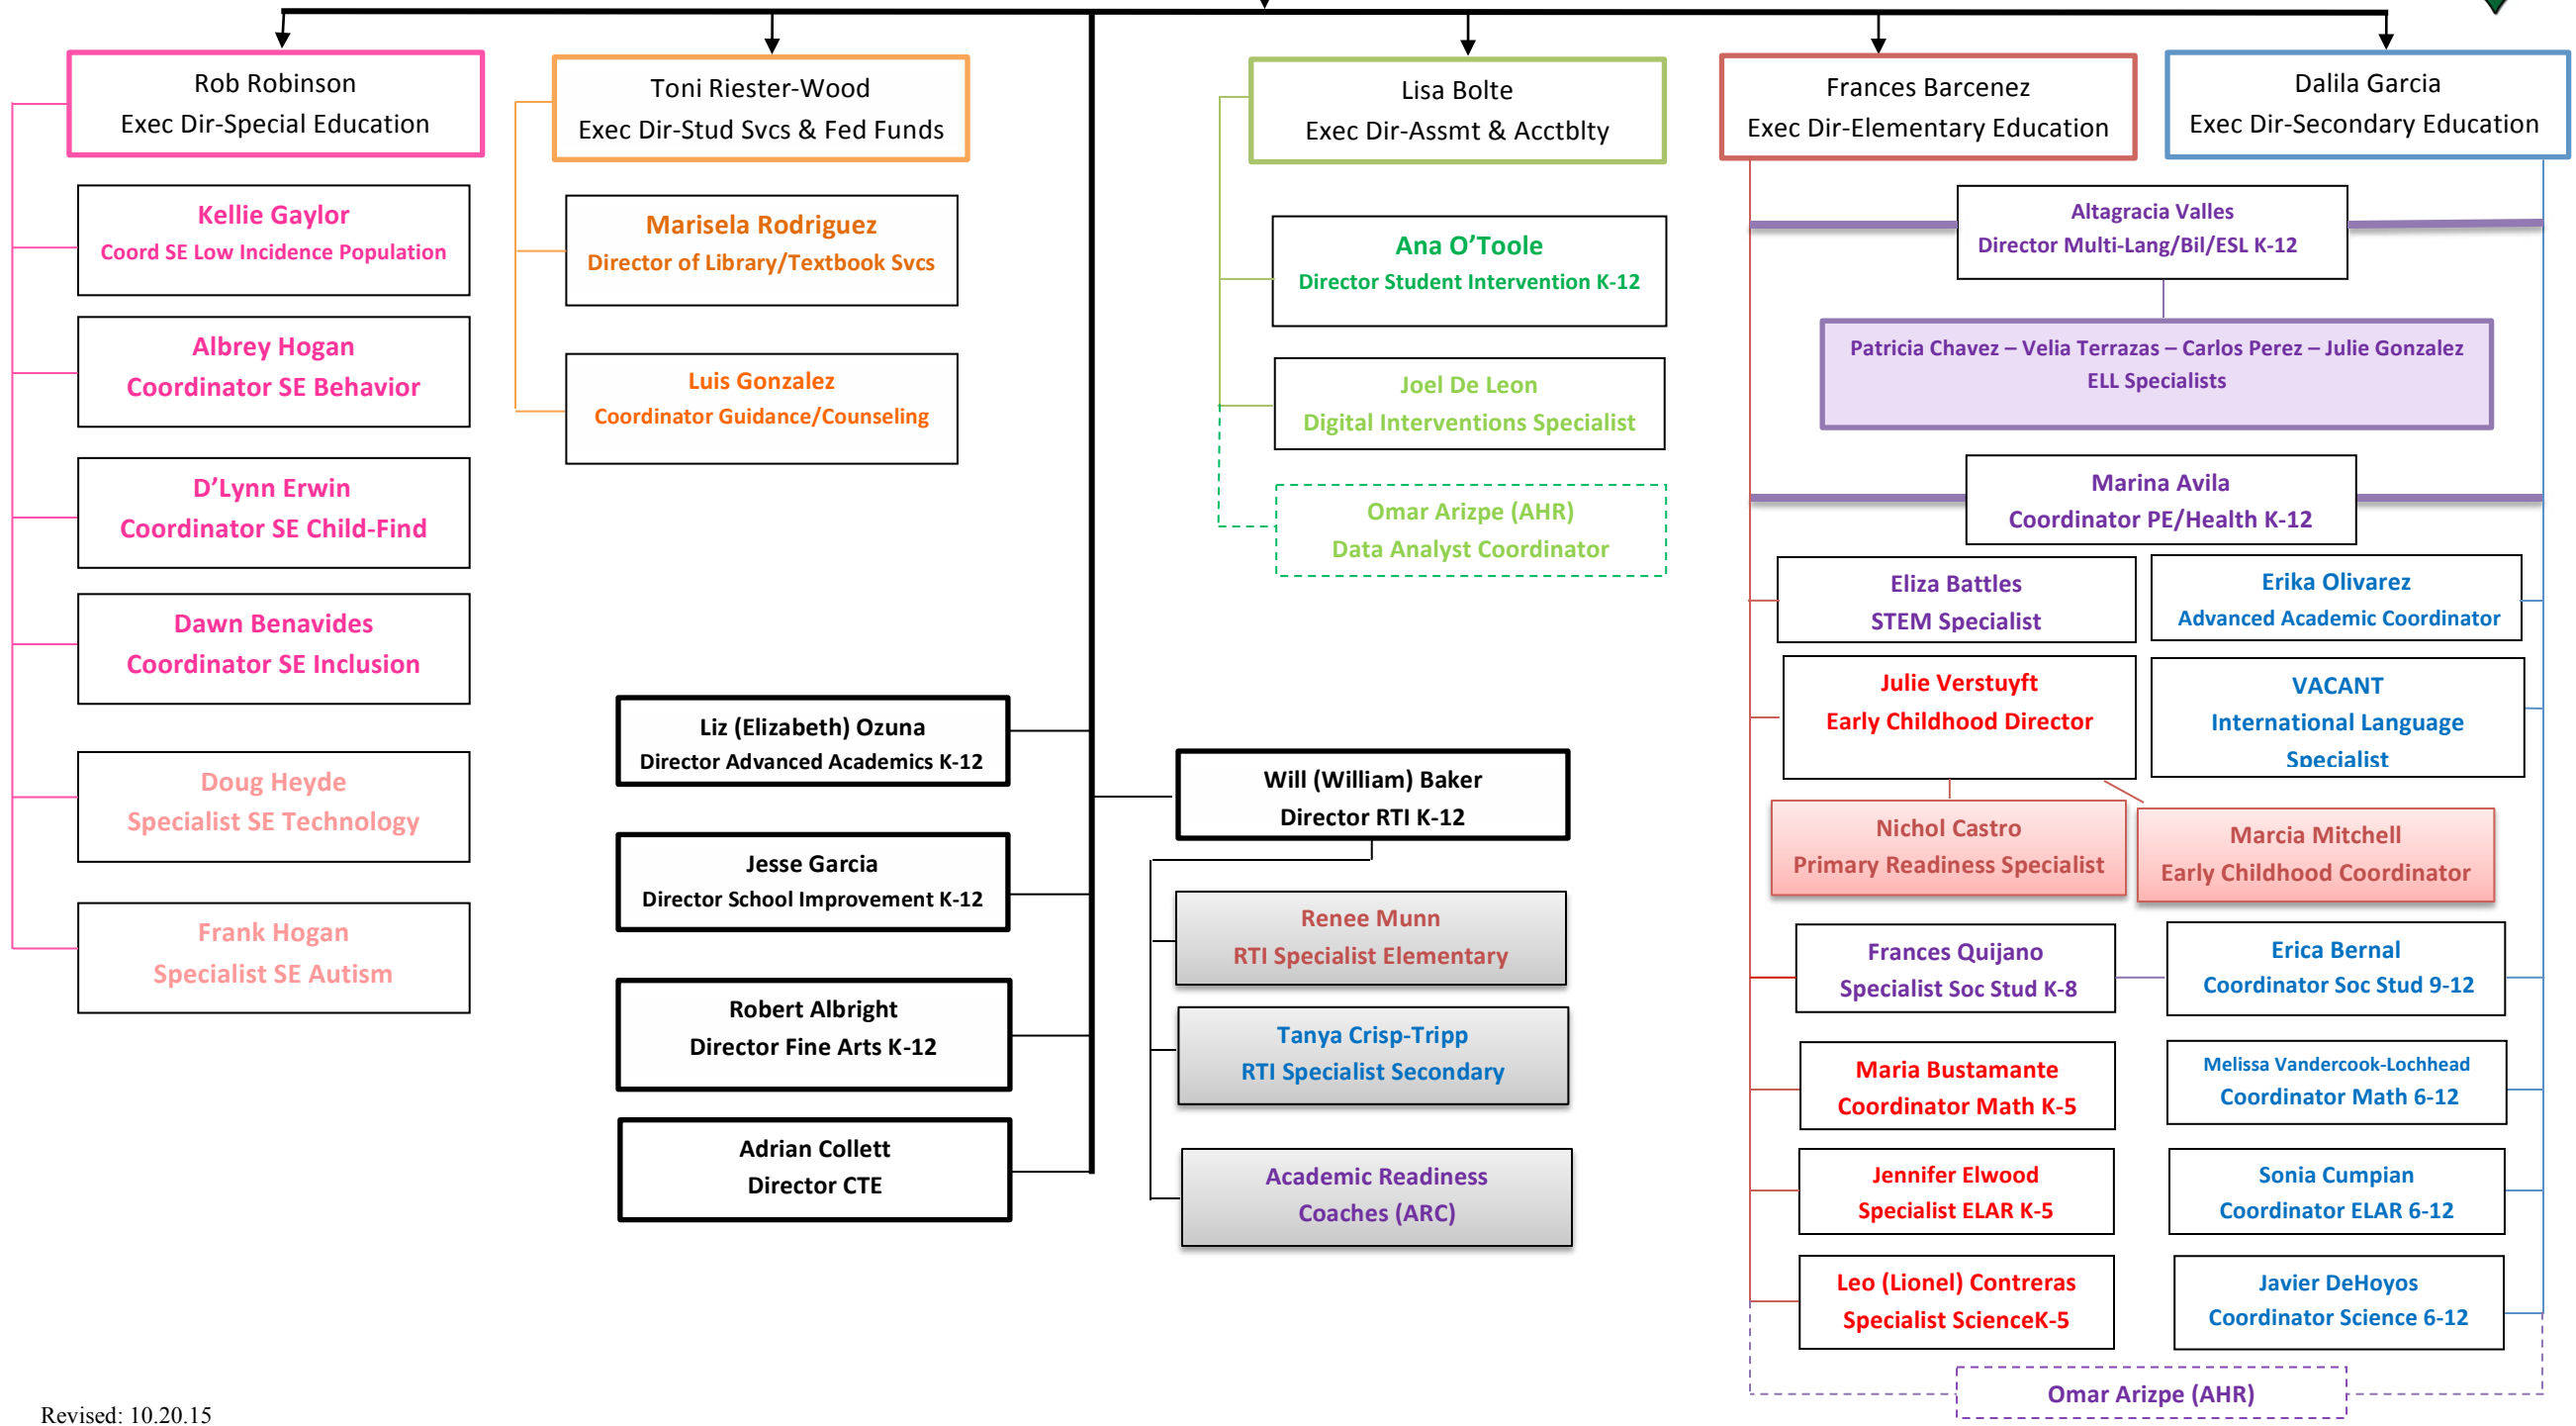 Rob Robinson
Exec Dir-Special Education
Kellie Gaylor
Coord SE Low Incidence Population
Albrey Hogan
Coordinator SE Behavior
D'Lynn Erwin
Coordinator SE Child-Find
Dawn Benavides
Coordinator SE Inclusion
Doug Heyde
Specialist SE Technology
Frank Hogan
Specialist SE Autism
Toni Riester-Wood
Exec Dir-Stud Svcs & Fed Funds
Marisela Rodriguez
Director of Library/Textbook Svcs
Luis Gonzalez
Coordinator Guidance/Counseling
Liz (Elizabeth) Ozuna
Director Advanced Academics K-12
Jesse Garcia
Director School Improvement K-12
Robert Albright
Director Fine Arts K-12
Adrian Collett
Director CTE
Will (William) Baker
Director RTI K-12
Renee Munn
RTI Specialist Elementary
Tanya Crisp-Tripp
RTI Specialist Secondary
Academic Readiness
Coaches (ARC)
Lisa Bolte
Exec Dir-Assmt & Acctblty
Ana O'Toole
Director Student Intervention K-12
Joel De Leon
Digital Interventions Specialist
Omar Arizpe (AHR)
Data Analyst Coordinator
Frances Barcenez
Exec Dir-Elementary Education
Dalila Garcia
Exec Dir-Secondary Education
Altagracia Valles
Director Multi-Lang/Bil/ESL K-12
Patricia Chavez – Velia Terrazas – Carlos Perez – Julie Gonzalez
ELL Specialists
Marina Avila
Coordinator PE/Health K-12
Eliza Battles
STEM Specialist
Erika Olivarez
Advanced Academic Coordinator
Julie Verstuyft
Early Childhood Director
VACANT
International Language
Specialist
Nichol Castro
Primary Readiness Specialist
Marcia Mitchell
Early Childhood Coordinator
Frances Quijano
Specialist Soc Stud K-8
Erica Bernal
Coordinator Soc Stud 9-12
Maria Bustamante
Coordinator Math K-5
Melissa Vandercook-Lochhead
Coordinator Math 6-12
Jennifer Elwood
Specialist ELAR K-5
Sonia Cumpian
Coordinator ELAR 6-12
Leo (Lionel) Contreras
Specialist ScienceK-5
Javier DeHoyos
Coordinator Science 6-12
Omar Arizpe (AHR)
Revised: 10.20.15